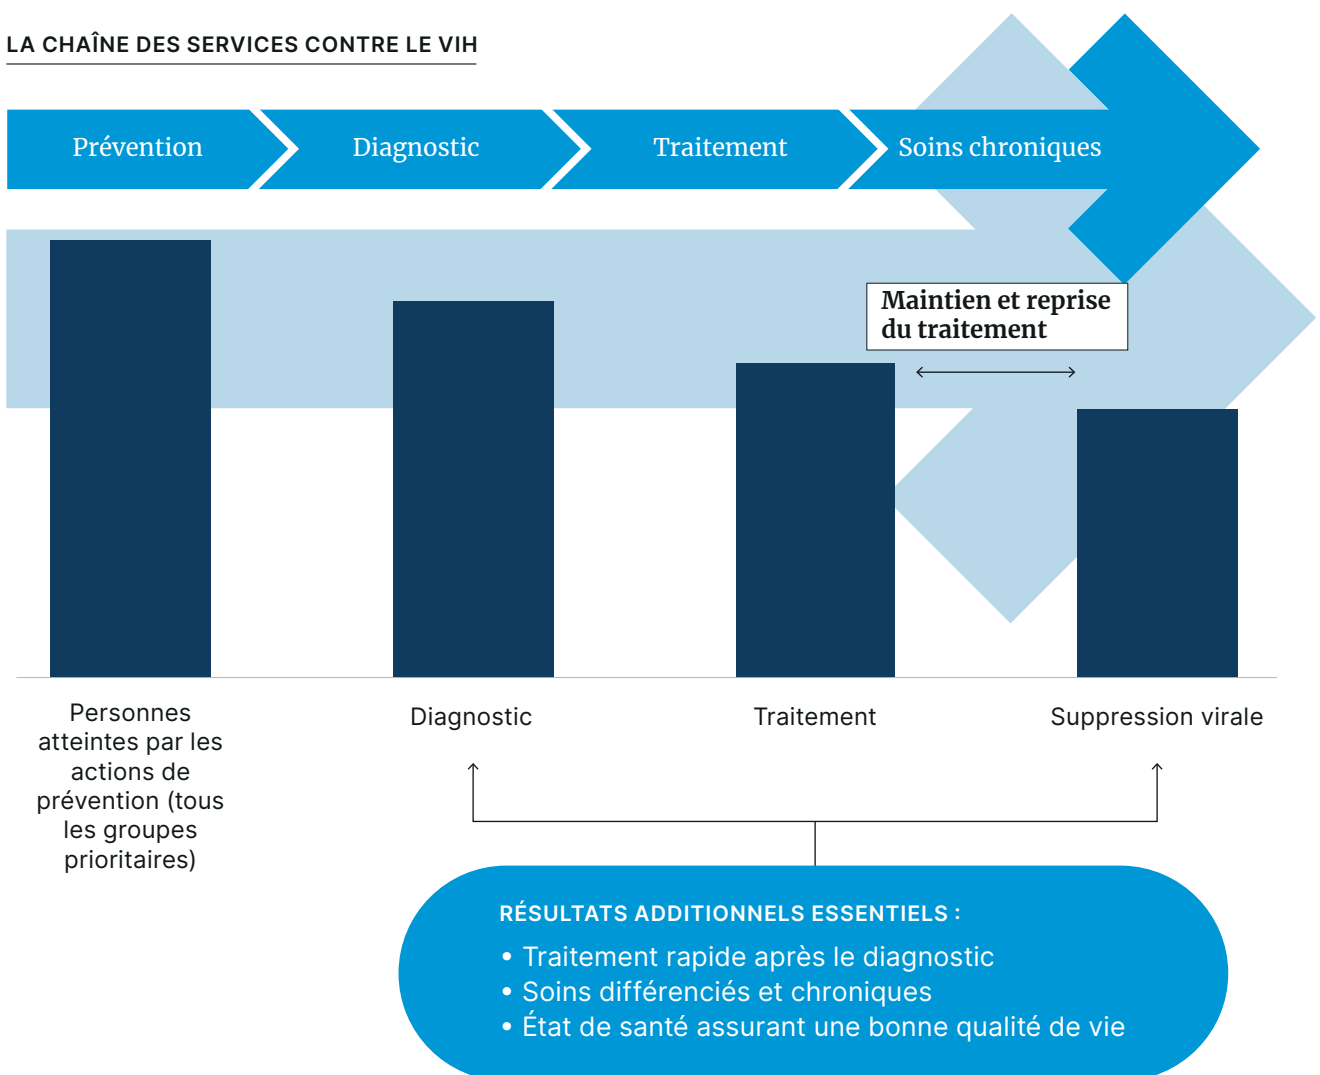 LA CHAÎNE DES SERVICES CONTRE LE VIH
Prévention
Diagnostic
Traitement
Soins chroniques
Maintien et reprise
du traitement
Personnes
atteintes par les
actions de
prévention (tous
les groupes
prioritaires)
Diagnostic
Traitement
Suppression virale
RÉSULTATS ADDITIONNELS ESSENTIELS :
• Traitement rapide après le diagnostic
• Soins différenciés et chroniques
• État de santé assurant une bonne qualité de vie